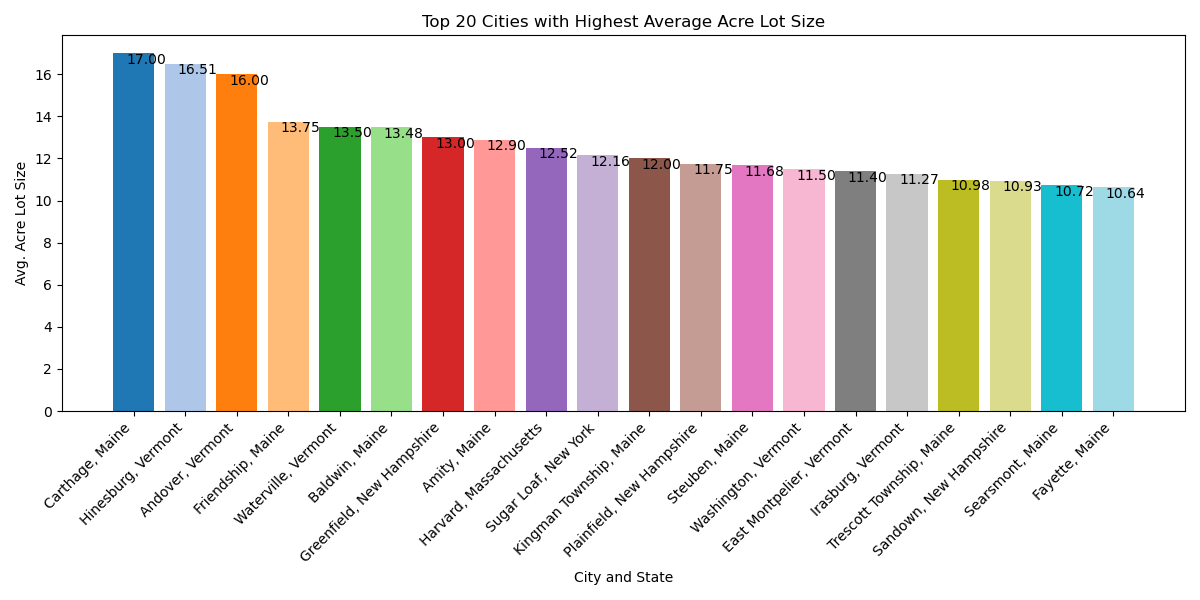 Top 20 Cities with Highest Average Acre Lot Size
Avg. Acre Lot Size
16
14
12
10
8
6
4
2
0
17.00
16.51
16.00
13.75
13.50
13.48
13.00
12.90
12.52
12.16
12.00
11.75
11.68
11.50
11.40
11.27
10.98
10.93
10.72
10.64
Carthage, Maine
Hinesburg, Vermont
Andover, Vermont
Friendship, Maine
Waterville, Vermont
Baldwin, Maine
Greenfield, New Hampshire
Amity, Maine
Harvard, Massachusetts
Sugar Loaf, New York
Kingman Township, Maine
Plainfield, New Hampshire
Steuben, Maine
Washington, Vermont
East Montpelier, Vermont
Irasburg, Vermont
Trescott Township, Maine
Sandown, New Hampshire
Searsmont, Maine
Fayette, Maine
City and State